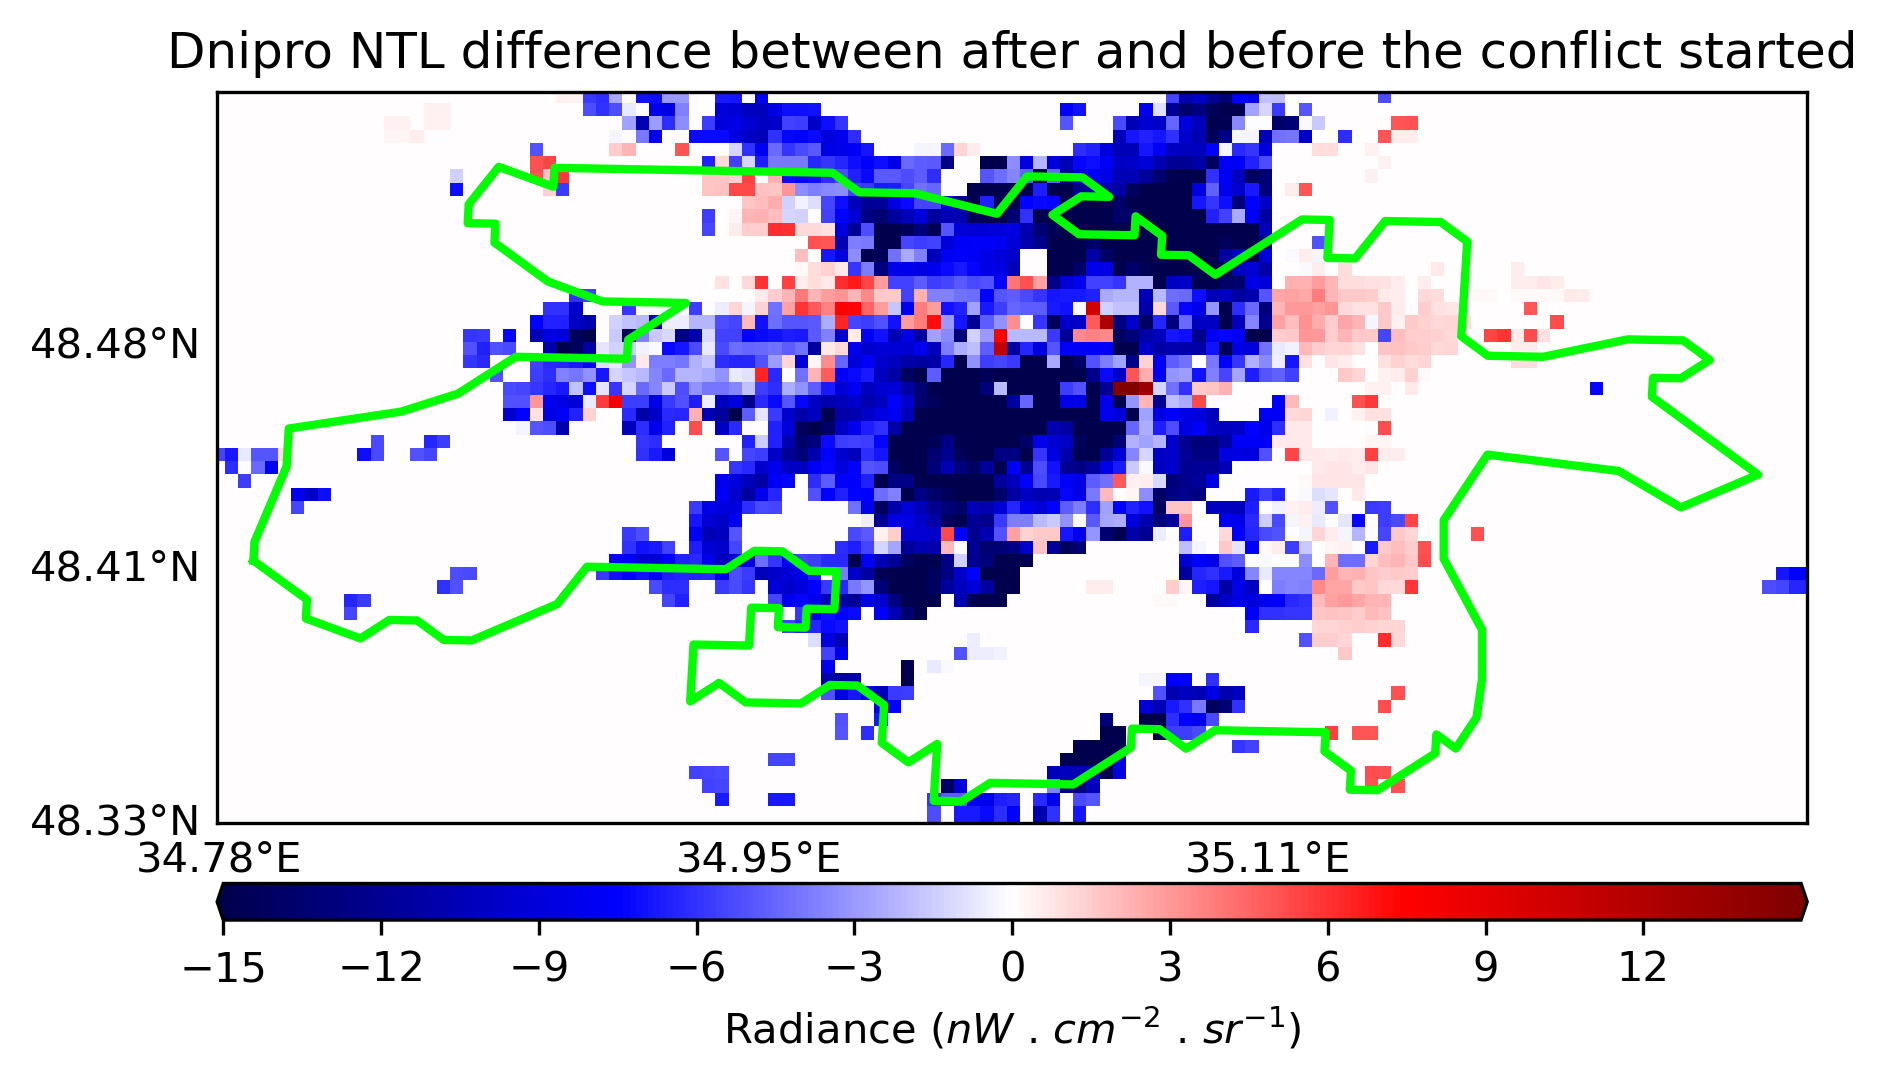 Dnipro NTL difference between after and before the conflict started
48.48°N
48.41°N
48.33°N
34.78°E 34.95°E 35.11°E
−15 −12 −9 −6 −3 0 3 6 9 12
Radiance (nW . cm⁻² . sr⁻¹)